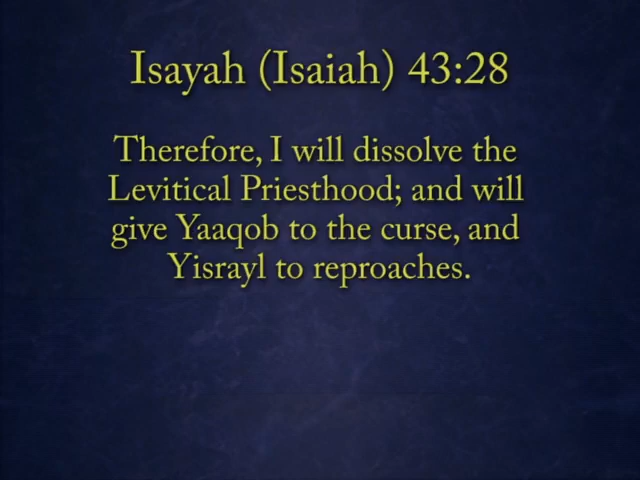 Isayah (Isaiah) 43:28
Therefore, I will dissolve the
Levitical Priesthood; and will
give Yaaqob to the curse, and
Yisrayl to reproaches.